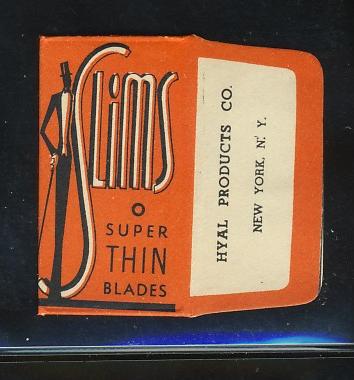 SLIMS
SUPER
THIN
BLADES
HYAL PRODUCTS CO.
NEW YORK, N. Y.